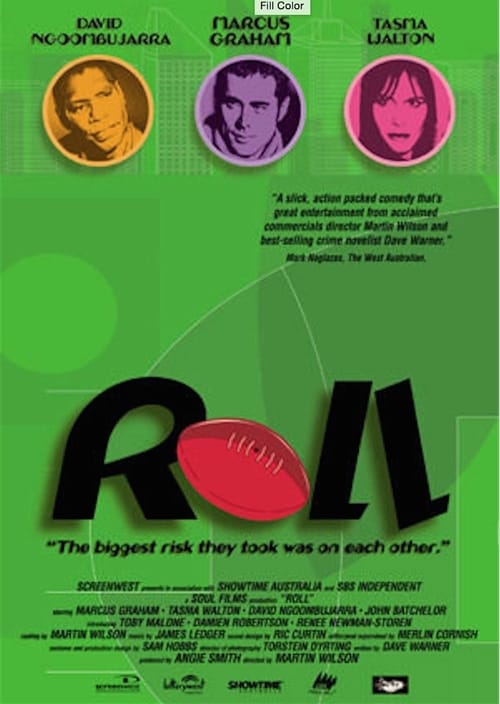 Fill Color
DAVID MARCUS TASMA
NGOOMBUJARRA GRAHAM WALTON
"A slick, action packed comedy that's
great entertainment from acclaimed
commercials director Martin Wilson and
best-selling crime novelist Dave Warner,"
Mark Naglazas, The West Australian.
ROLL
"The biggest risk they took was on each other."
SCREENWEST presents in association with SHOWTIME AUSTRALIA and SBS INDEPENDENT
a SOUL FILMS production "ROLL"
starring MARCUS GRAHAM • TASMA WALTON • DAVID NGOOMBUJARRA • JOHN BATCHELOR
introducing TOBY MALONE • DAMIEN ROBERTSON • RENEE NEWMAN-STOREN
casting by MARTIN WILSON music by JAMES LEDGER sound design by RIC CURTIN supervised by MERLIN CORNISH
costume and production design by SAM HOBBS director of photography TORSTEIN DYRTING written by DAVE WARNER
produced by ANGIE SMITH directed by MARTIN WILSON
screenwest lotterywest SHOWTIME